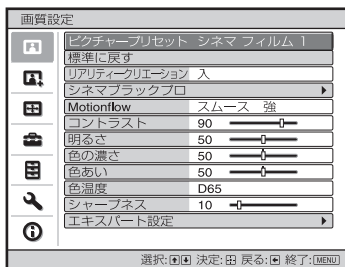 画質設定
ピクチャープリセット シネマ フィルム 1
標準に戻す
リアリティークリエーション 入
シネマブラックプロ
Motionflow スムース 強
コントラスト 90
明るさ 50
色の濃さ 50
色あい 50
色温度 D65
シャープネス 10
エキスパート設定
選択: 決定: 戻る: 終了: MENU